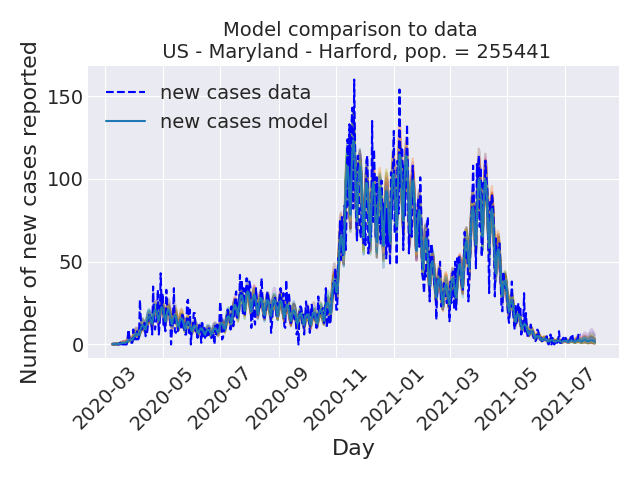 Model comparison to data
US - Maryland - Harford, pop. = 255441
Number of new cases reported
150
100
50
0
new cases data
new cases model
2020-03
2020-05
2020-07
2020-09
2020-11
2021-01
2021-03
2021-05
2021-07
Day